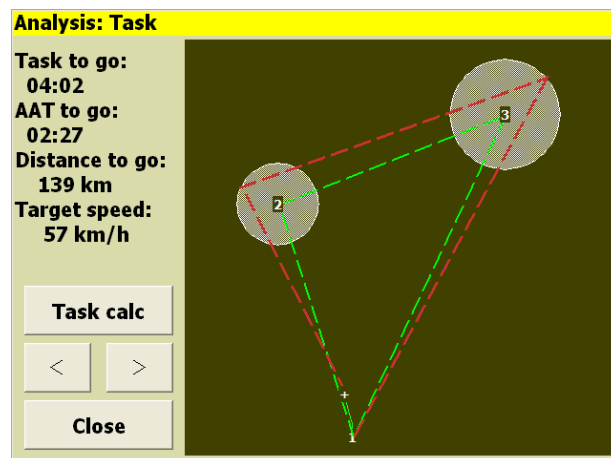 Analysis: Task
Task to go:
04:02
AAT to go:
02:27
Distance to go:
139 km
Target speed:
57 km/h
Task calc
< >
Close
3
2
+
1